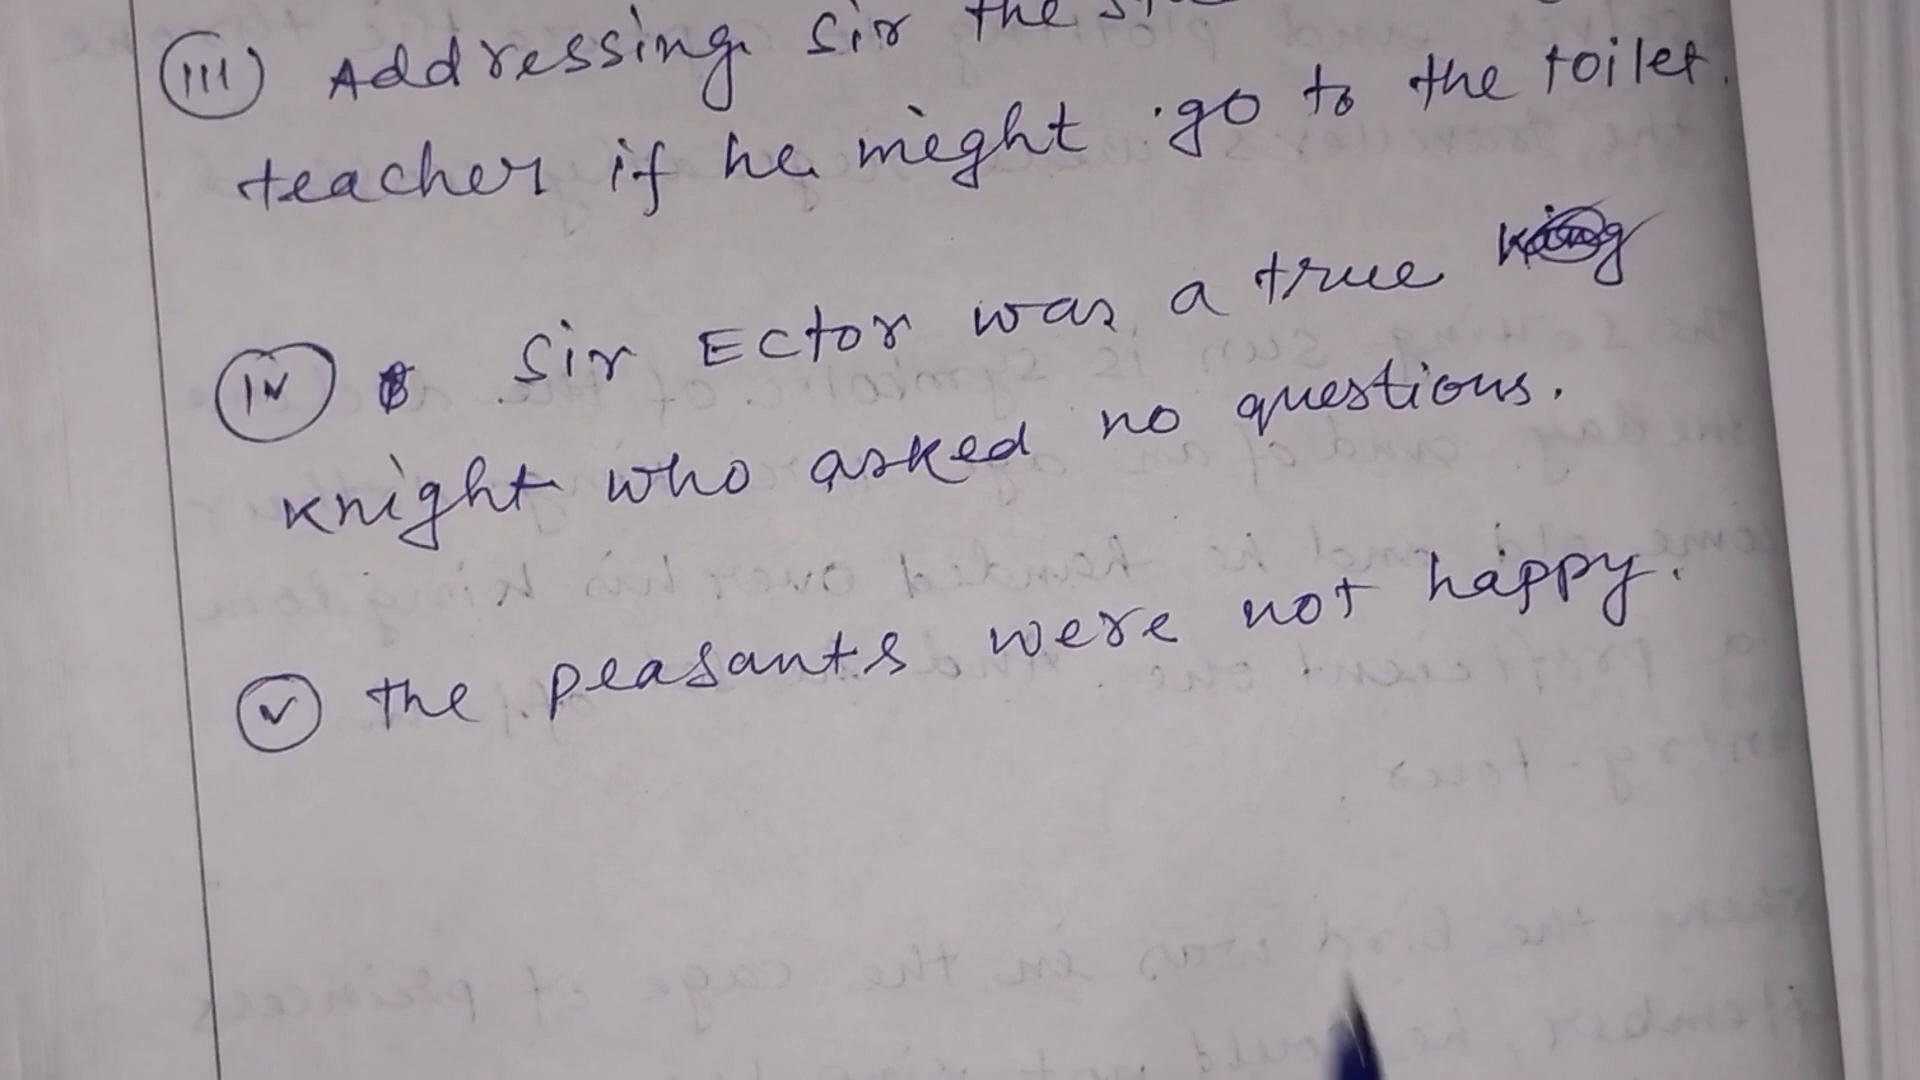 (iii) Addressing Sir the
teacher if he meght go to the toilet.
(iv) Sir Ector was a true
knight who asked no questions.
(v) the peasants were not happy.